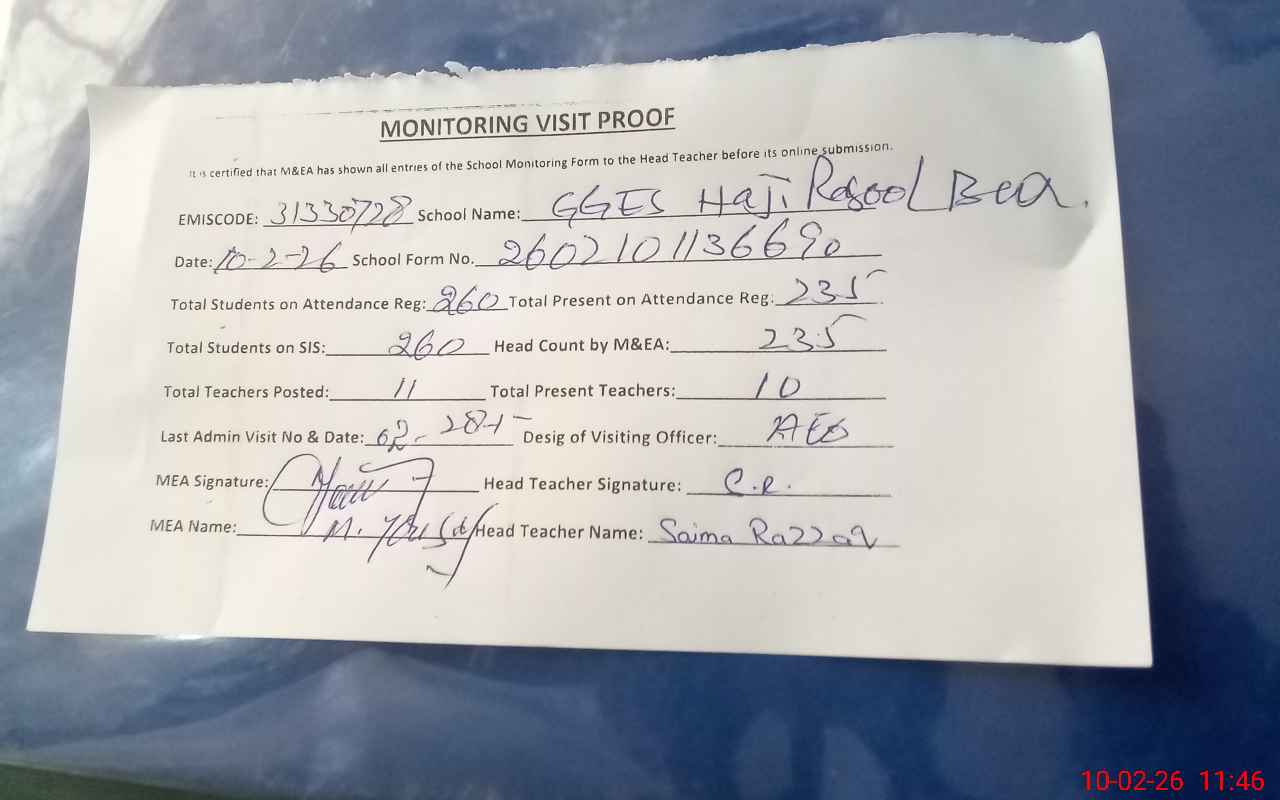 MONITORING VISIT PROOF
It is certified that M&EA has shown all entries of the School Monitoring Form to the Head Teacher before its online submission.
EMISCODE: 31330728 School Name: GGES Haji Rasool Bea.
Date: 10-2-26 School Form No. 2602101136690
Total Students on Attendance Reg: 260 Total Present on Attendance Reg: 235
Total Students on SIS: 260 Head Count by M&EA: 235
Total Teachers Posted: 11 Total Present Teachers: 10
Last Admin Visit No & Date: 02- 28-1- Desig of Visiting Officer: AEO
MEA Signature: Head Teacher Signature: C.R.
MEA Name: M. Head Teacher Name: Saima Razzaq
10-02-26 11:46